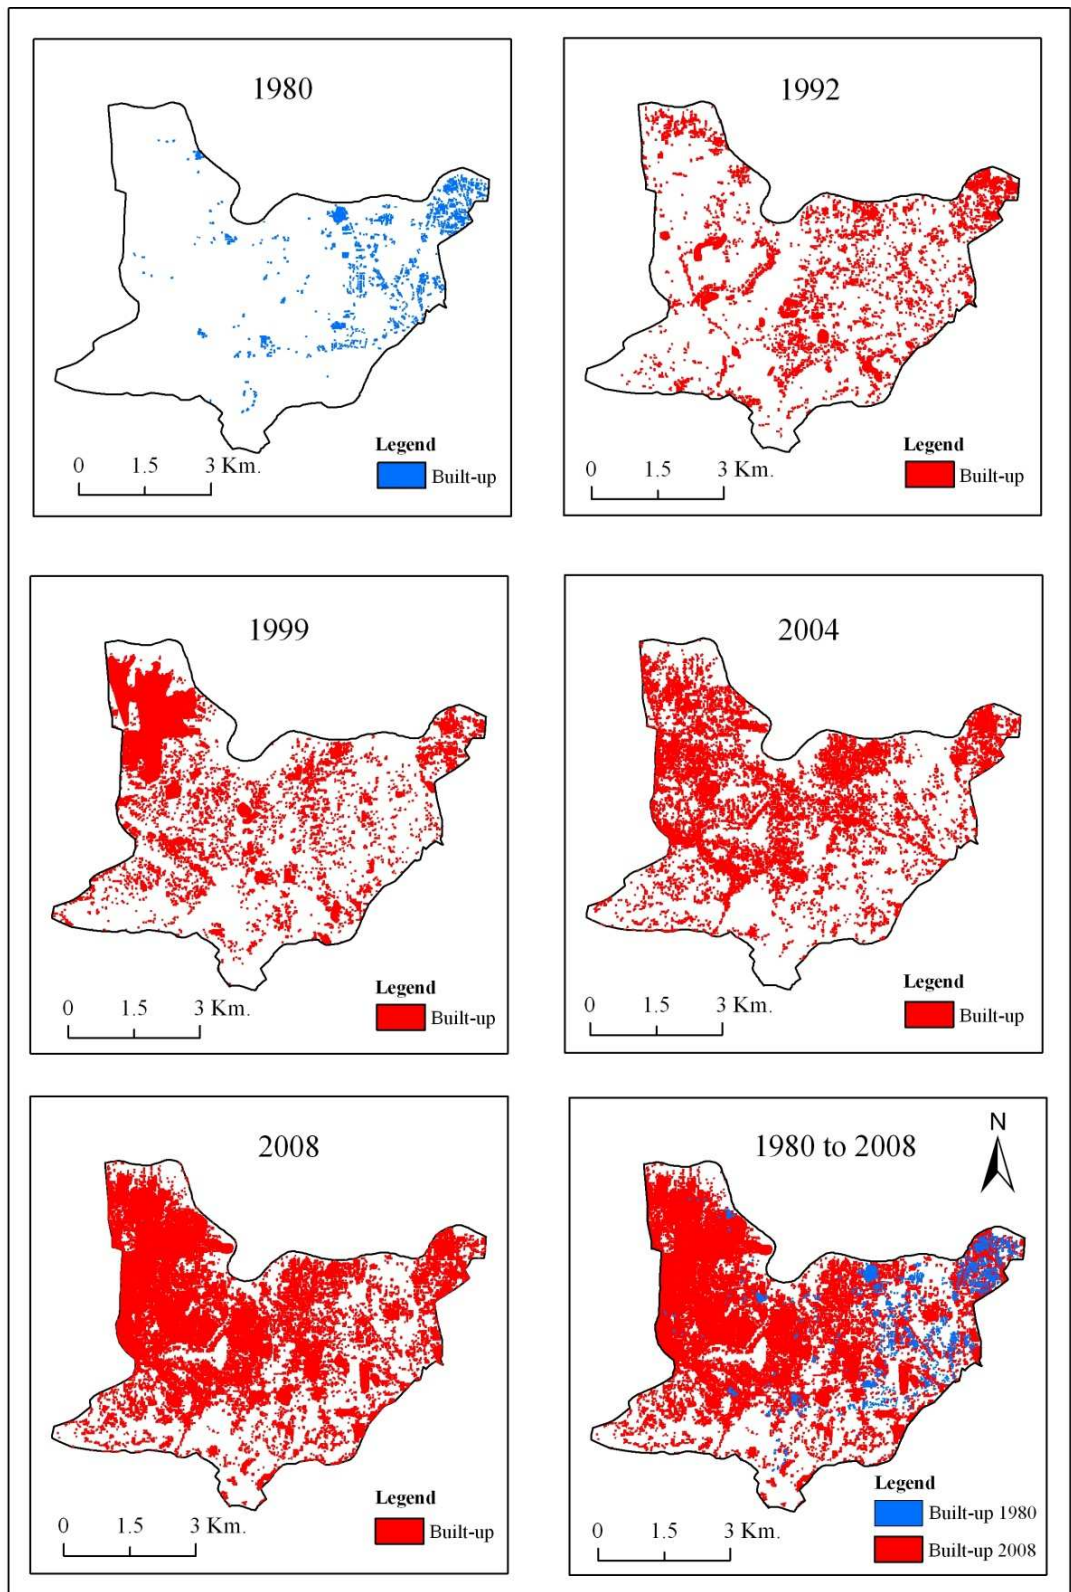 1980
Legend
0 1.5 3 Km.
Built-up
1992
Legend
0 1.5 3 Km.
Built-up
1999
Legend
0 1.5 3 Km.
Built-up
2004
Legend
0 1.5 3 Km.
Built-up
2008
Legend
0 1.5 3 Km.
Built-up
N
1980 to 2008
Legend
0 1.5 3 Km.
Built-up 1980
Built-up 2008